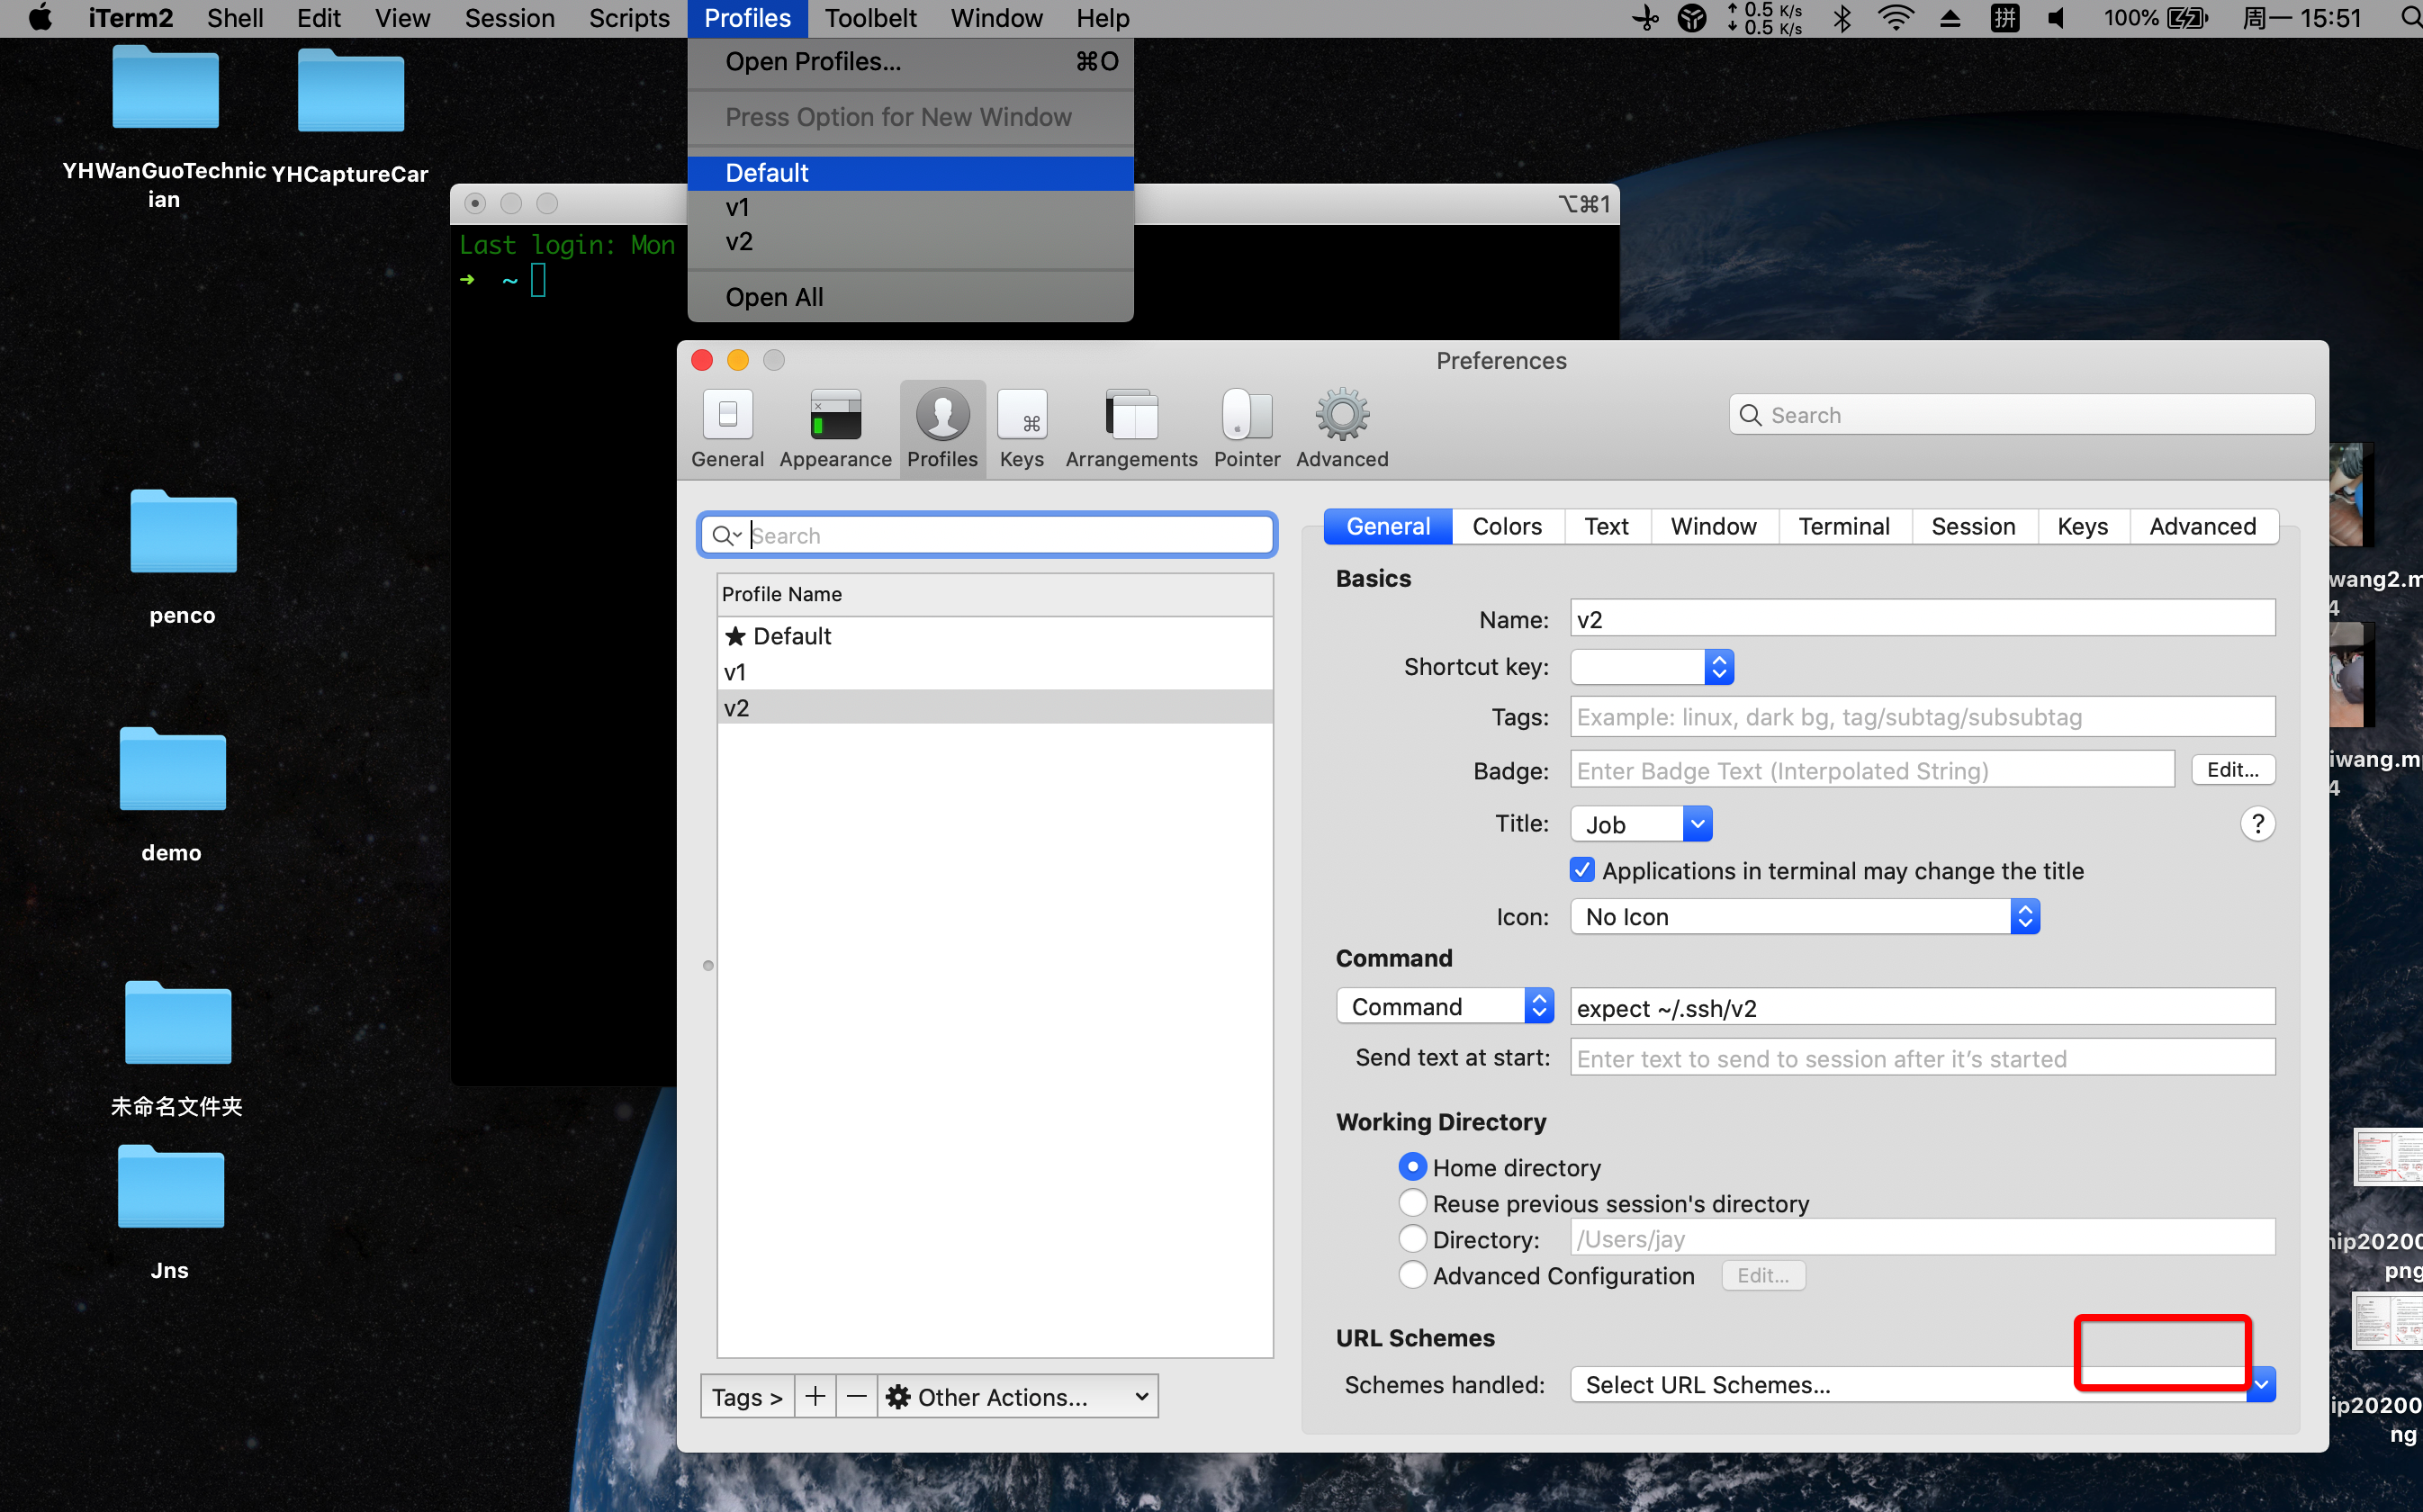 iTerm2 Shell Edit View Session Scripts Profiles Toolbelt Window Help
0.5 K/s
0.5 K/s
拼
100%
周一 15:51
Open Profiles... ⌘O
Press Option for New Window
Default
v1
v2
Open All
YHWanGuoTechnic
ian
YHCaptureCar
penco
demo
未命名文件夹
Jns
⌥⌘1
Last login: Mon
➜ ~
Preferences
General Appearance Profiles Keys Arrangements Pointer Advanced
Search
Search
Profile Name
★ Default
v1
v2
Tags > + − Other Actions...
General Colors Text Window Terminal Session Keys Advanced
Basics
Name: v2
Shortcut key:
Tags: Example: linux, dark bg, tag/subtag/subsubtag
Badge: Enter Badge Text (Interpolated String) Edit...
Title: Job ?
Applications in terminal may change the title
Icon: No Icon
Command
Command expect ~/.ssh/v2
Send text at start: Enter text to send to session after it’s started
Working Directory
Home directory
Reuse previous session's directory
Directory: /Users/jay
Advanced Configuration Edit...
URL Schemes
Schemes handled: Select URL Schemes...
wang2.m
4
iwang.m
4
ip20200
png
ip20200
ng